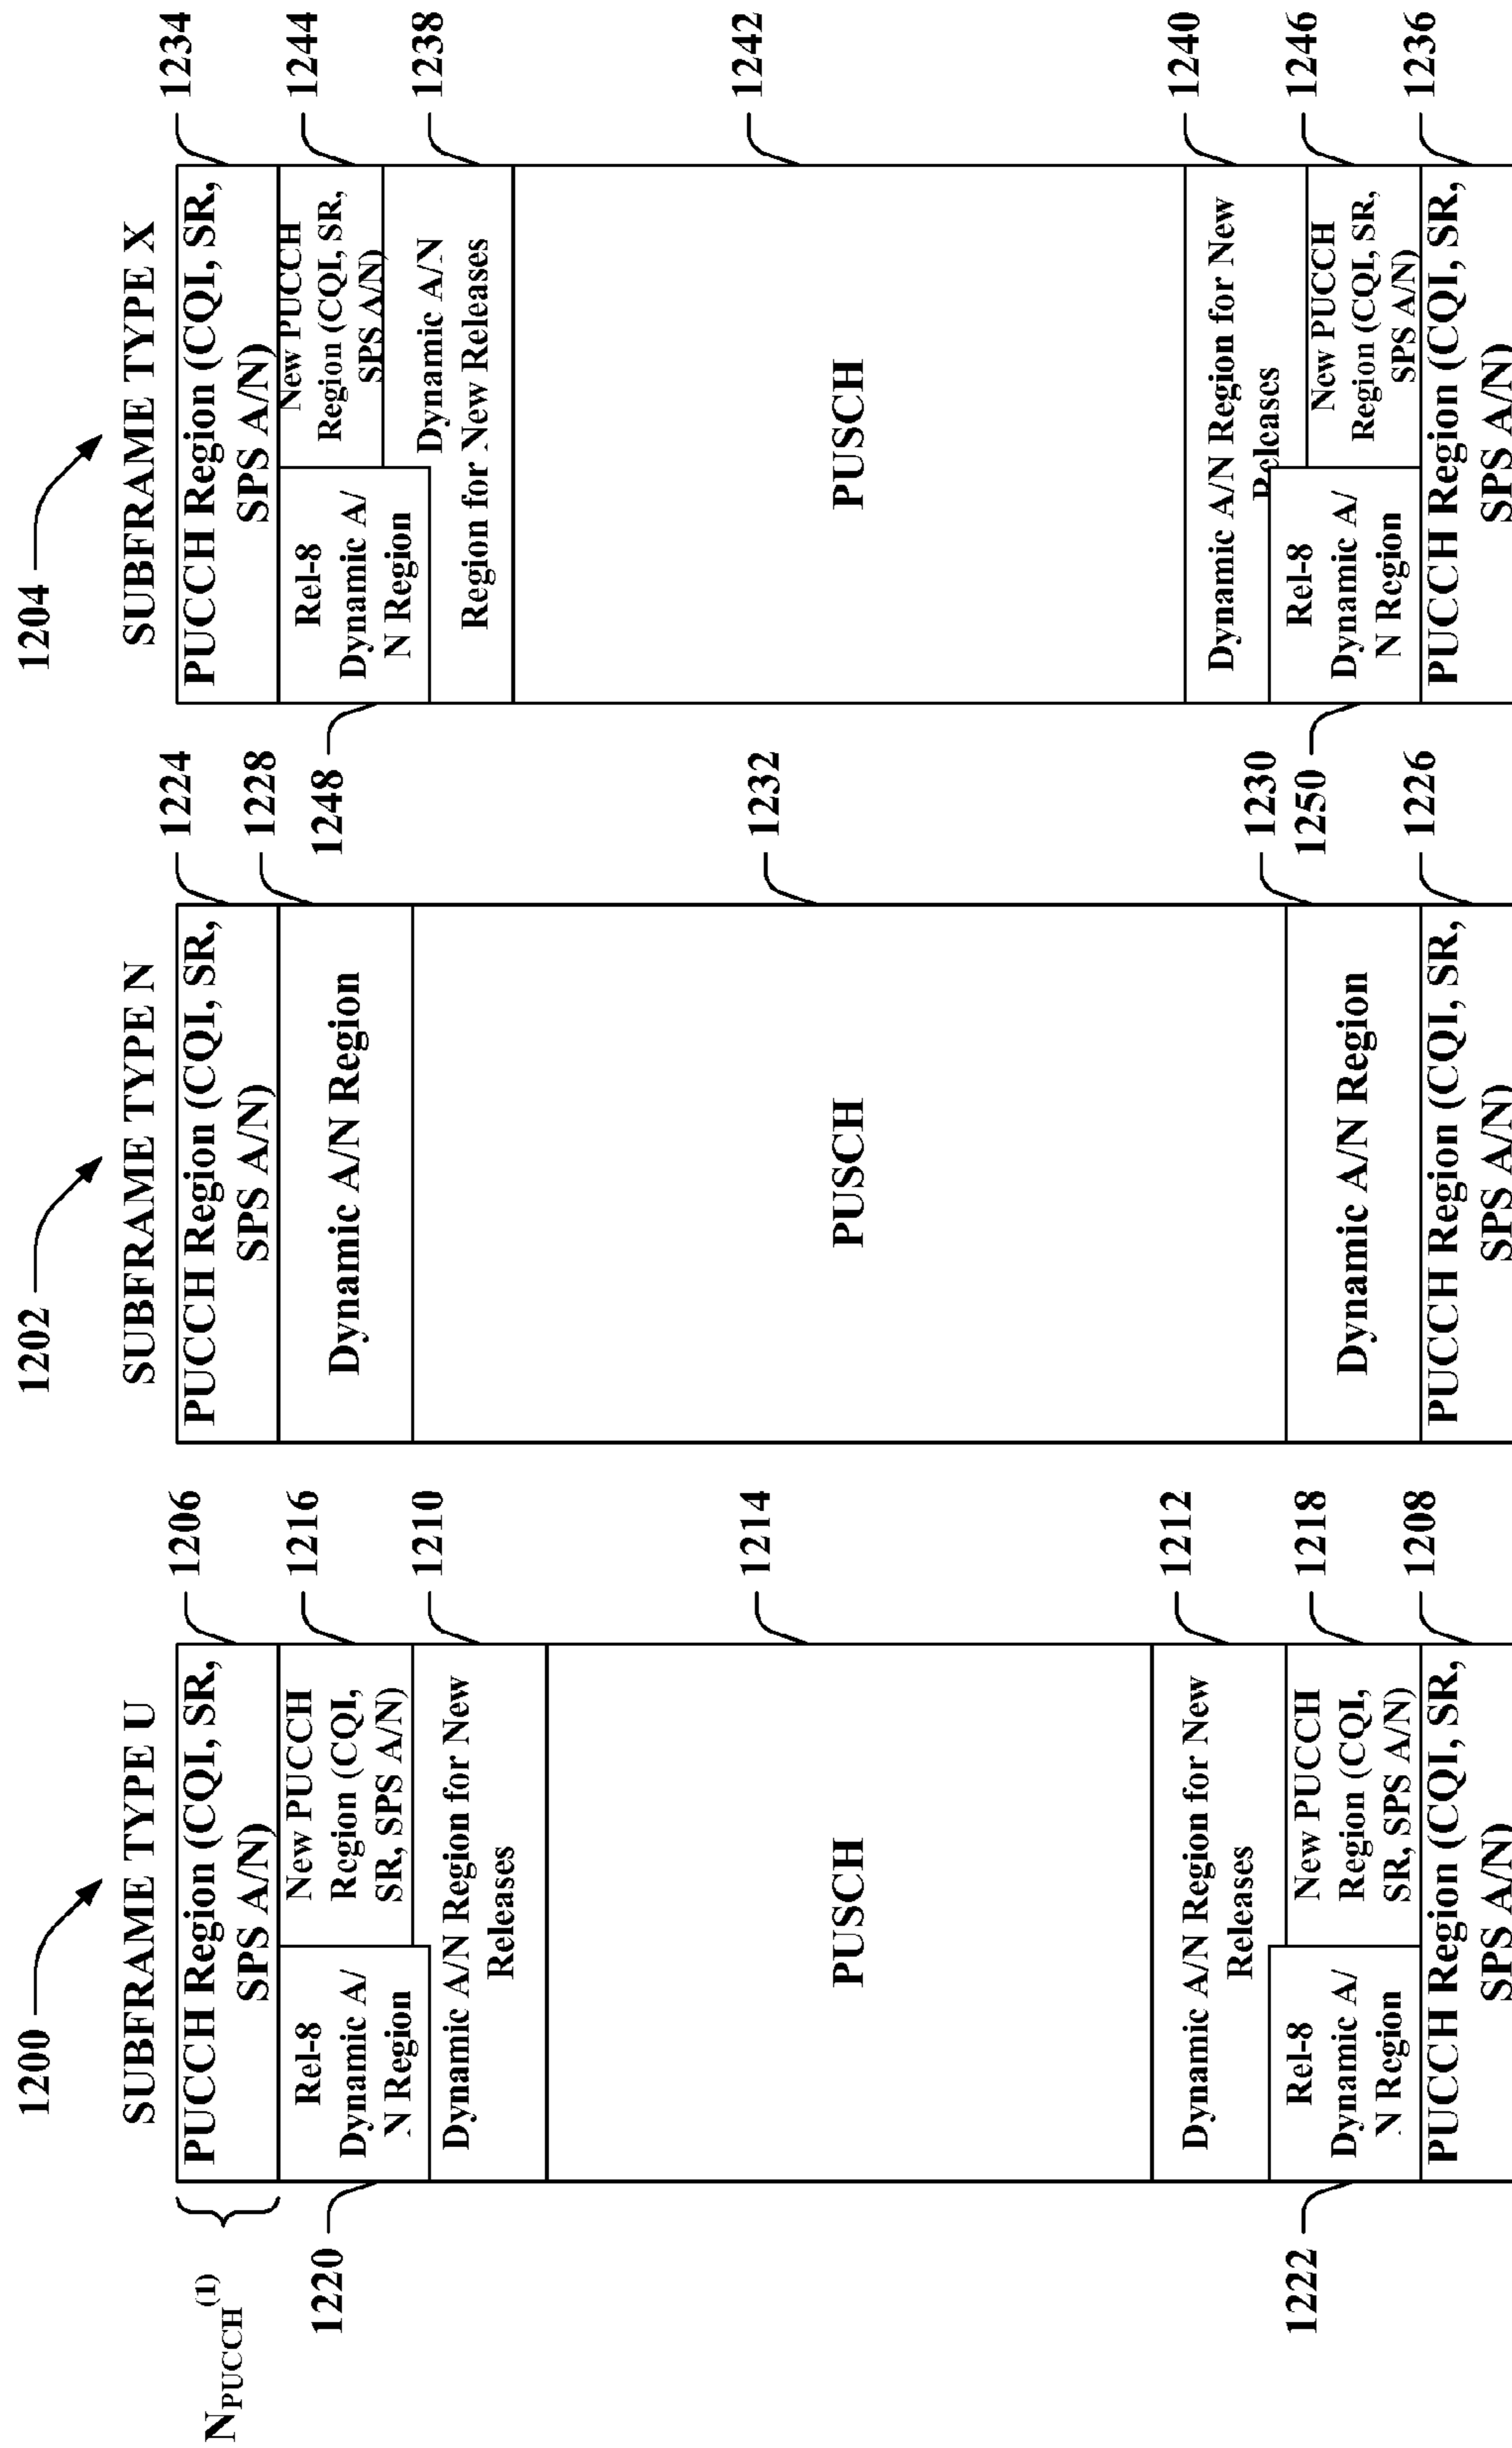 1200
SUBFRAME TYPE U
N_PUCCH^(1)
PUCCH Region (CQI, SR,
SPS A/N)
1206
Rel-8
Dynamic A/
N Region
1220
New PUCCH
Region (CQI,
SR, SPS A/N)
1216
Dynamic A/N Region for New
Releases
1210
PUSCH
1214
Dynamic A/N Region for New
Releases
1212
Rel-8
Dynamic A/
N Region
1222
New PUCCH
Region (CQI,
SR, SPS A/N)
1218
PUCCH Region (CQI, SR,
SPS A/N)
1208
1202
SUBFRAME TYPE N
PUCCH Region (CQI, SR,
SPS A/N)
1224
Dynamic A/N Region
1228
PUSCH
1232
Dynamic A/N Region
1230
PUCCH Region (CQI, SR,
SPS A/N)
1226
1204
SUBFRAME TYPE X
PUCCH Region (CQI, SR,
SPS A/N)
1234
Rel-8
Dynamic A/
N Region
1248
New PUCCH
Region (CQI, SR,
SPS A/N)
1244
Dynamic A/N
Region for New Releases
1238
PUSCH
1242
Dynamic A/N Region for New
Releases
1240
Rel-8
Dynamic A/
N Region
1250
New PUCCH
Region (CQI, SR,
SPS A/N)
1246
PUCCH Region (CQI, SR,
SPS A/N)
1236